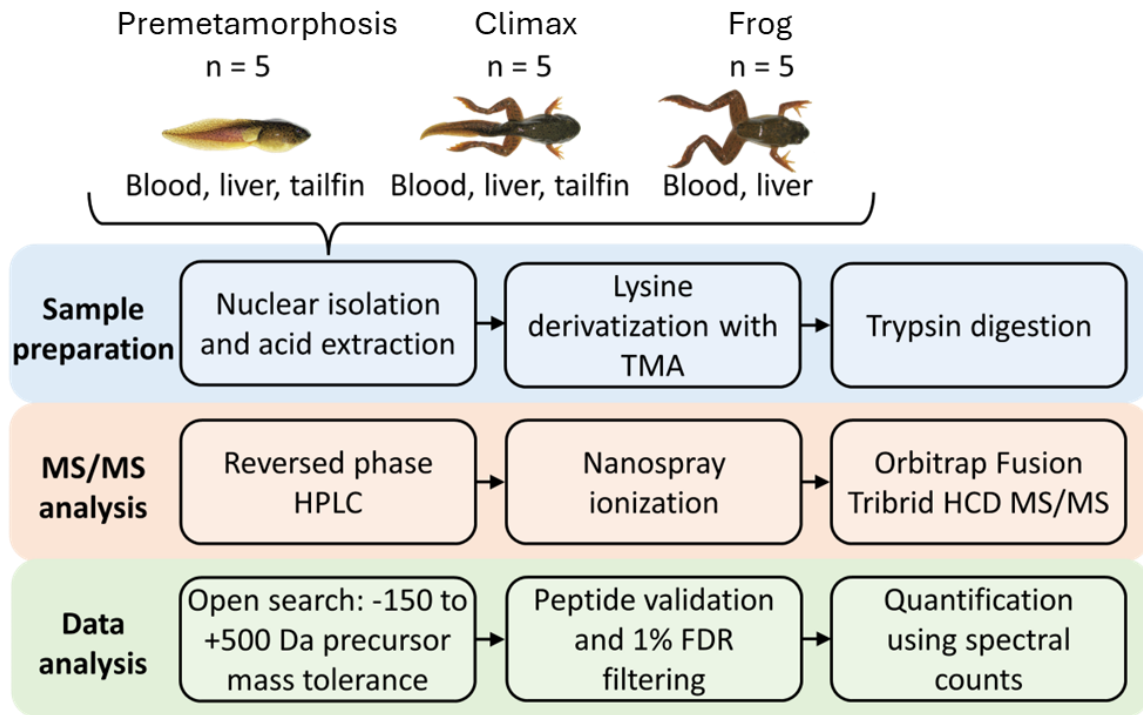 Premetamorphosis
n = 5
Climax
n = 5
Frog
n = 5
Blood, liver, tailfin
Blood, liver, tailfin
Blood, liver
Sample
preparation
Nuclear isolation
and acid extraction
Lysine
derivatization with
TMA
Trypsin digestion
MS/MS
analysis
Reversed phase
HPLC
Nanospray
ionization
Orbitrap Fusion
Tribrid HCD MS/MS
Data
analysis
Open search: -150 to
+500 Da precursor
mass tolerance
Peptide validation
and 1% FDR
filtering
Quantification
using spectral
counts